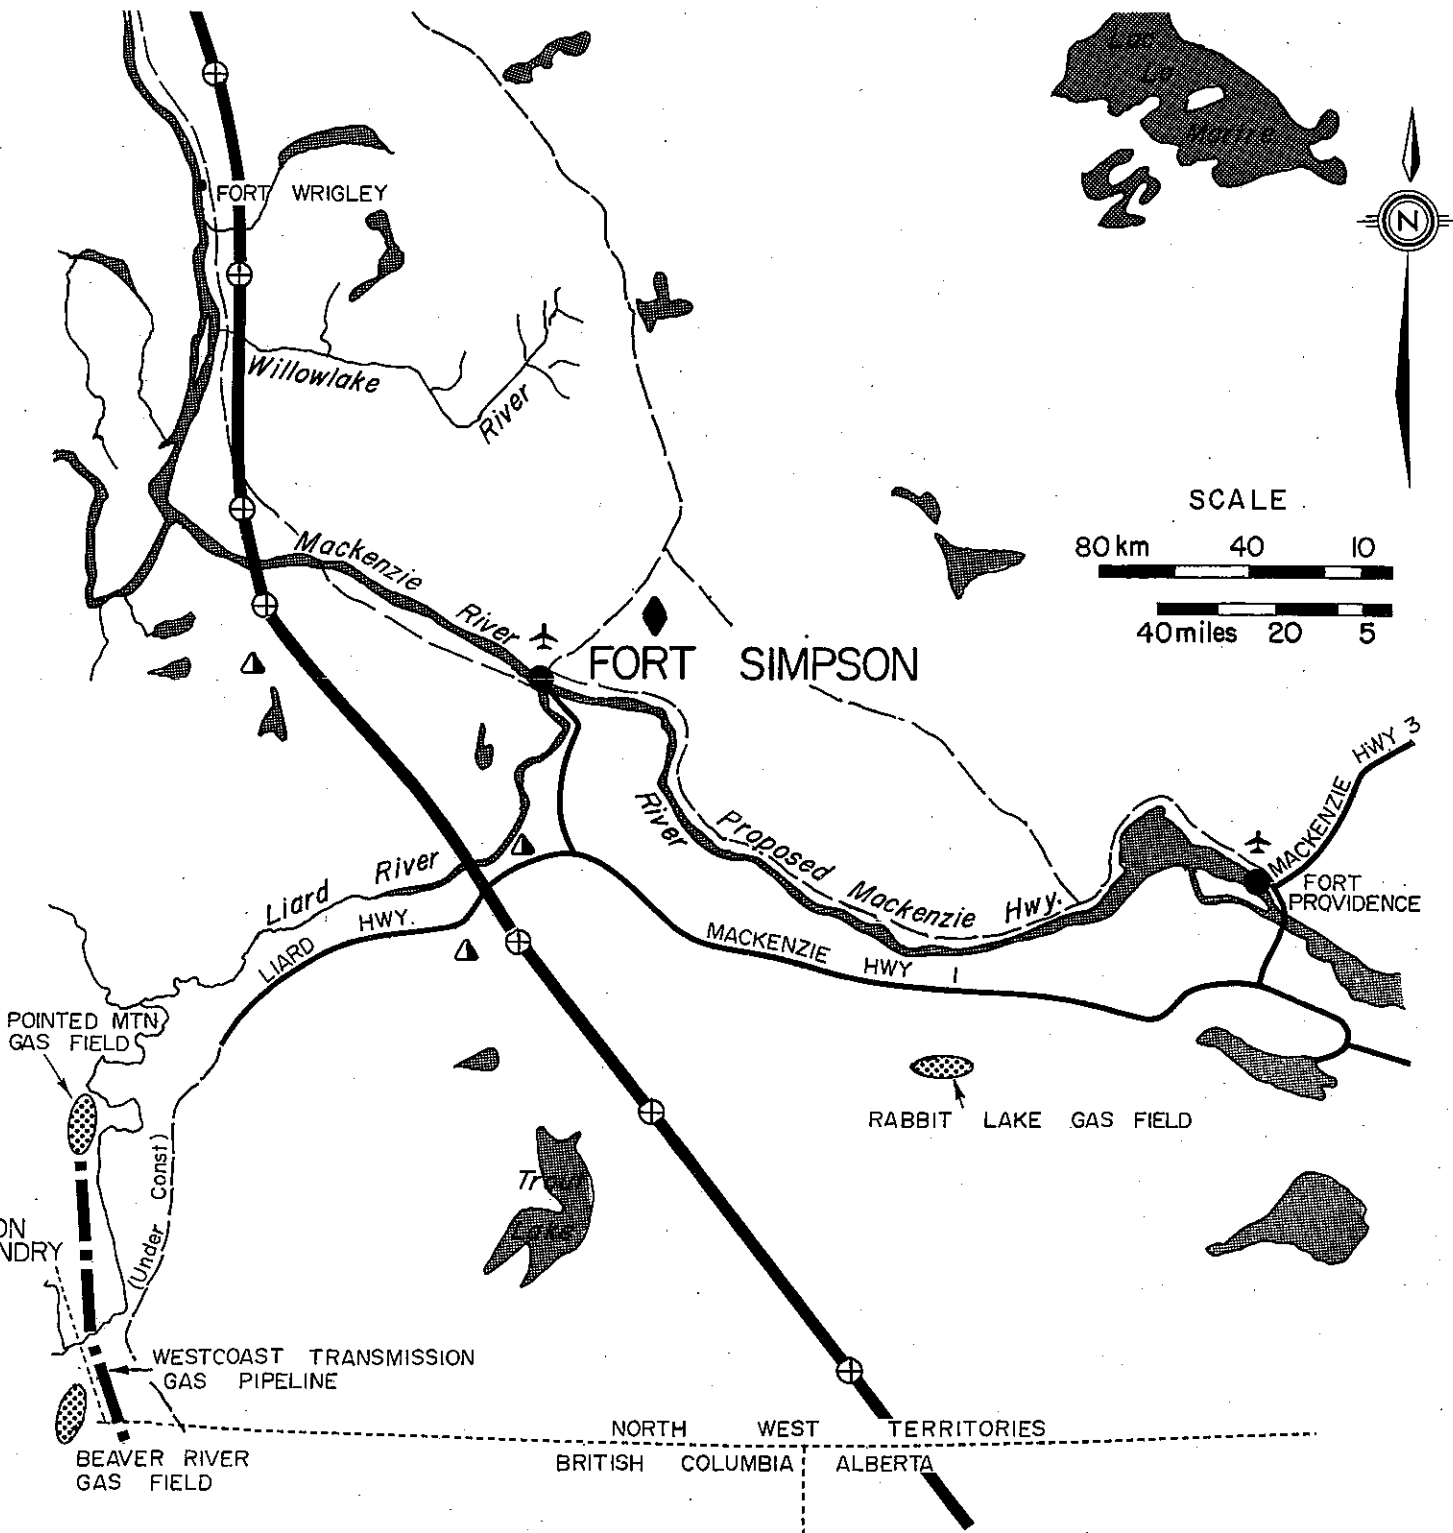 Lac
La
Martre
FORT WRIGLEY
N
Willowlake
River
SCALE
80 km 40 10
40 miles 20 5
Mackenzie
River
FORT SIMPSON
MACKENZIE HWY 3
River
Proposed Mackenzie Hwy.
Liard River
FORT
PROVIDENCE
LIARD HWY.
MACKENZIE HWY 1
POINTED MTN
GAS FIELD
RABBIT LAKE GAS FIELD
(Under Const)
Trout
Lake
ON
NDRY
WESTCOAST TRANSMISSION
GAS PIPELINE
NORTH WEST TERRITORIES
BRITISH COLUMBIA ALBERTA
BEAVER RIVER
GAS FIELD